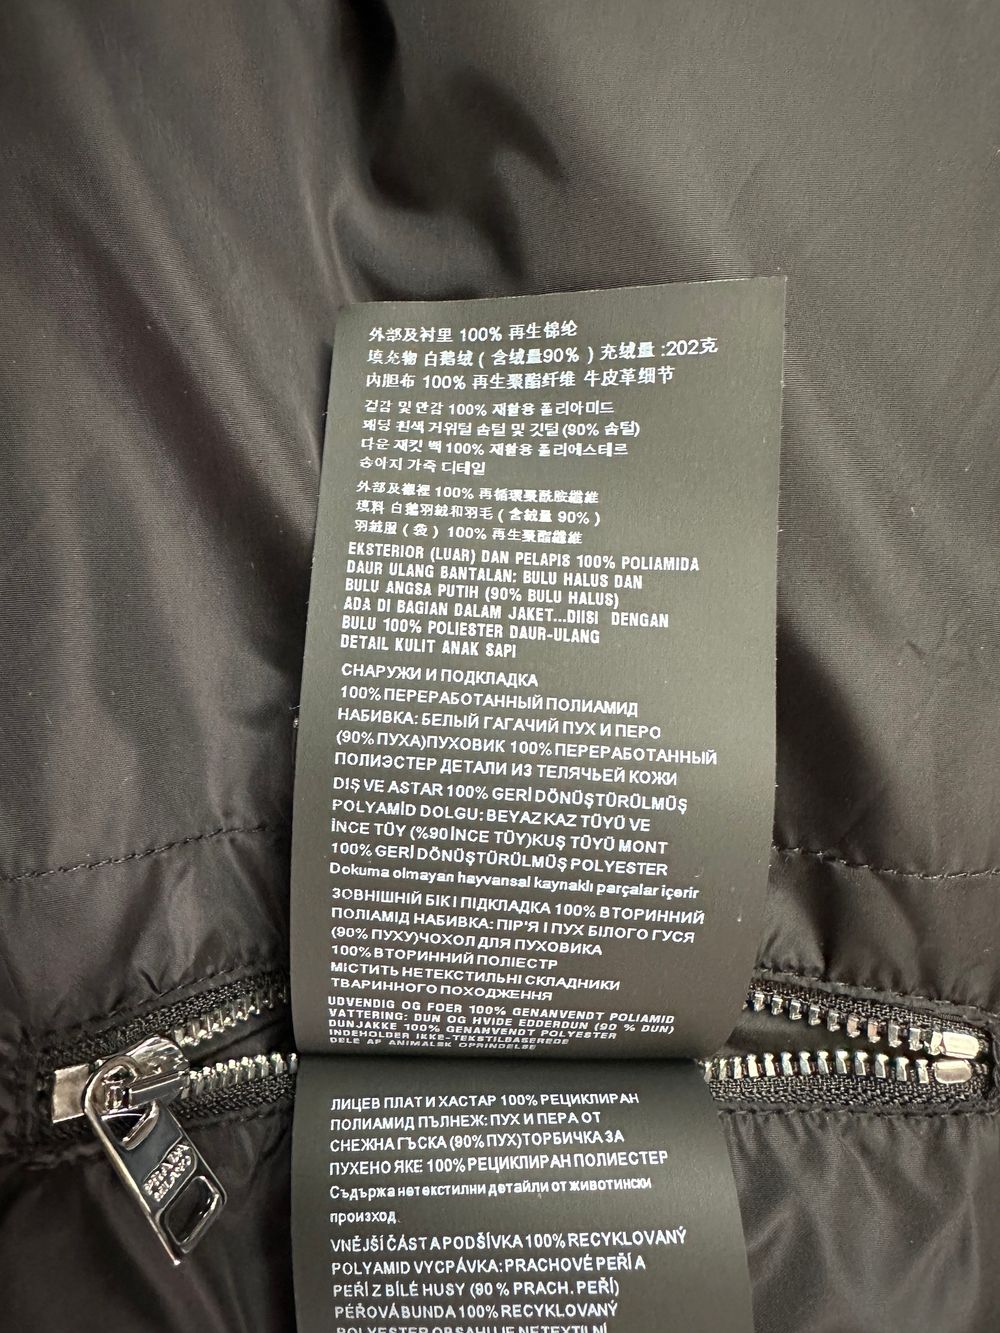 外部及衬里 100% 再生锦纶
填充物 白鹅绒 ( 含绒量90% ) 充绒量 :202克
内胆布 100% 再生聚酯纤维 牛皮革细节
겉감 및 안감 100% 재활용 폴리아미드
패딩 흰색 거위털 솜털 및 깃털 (90% 솜털)
다운 재킷 백 100% 재활용 폴리에스테르
송아지 가죽 디테일
外部及襯裡 100% 再循環聚酰胺纖維
填料 白鵝羽絨和羽毛 ( 含絨量 90% )
羽絨服 ( 袋 ) 100% 再生聚酯纖維
EKSTERIOR (LUAR) DAN PELAPIS 100% POLIAMIDA
DAUR ULANG BANTALAN: BULU HALUS DAN
BULU ANGSA PUTIH (90% BULU HALUS)
ADA DI BAGIAN DALAM JAKET...DIISI DENGAN
BULU 100% POLIESTER DAUR-ULANG
DETAIL KULIT ANAK SAPI
СНАРУЖИ И ПОДКЛАДКА
100% ПЕРЕРАБОТАННЫЙ ПОЛИАМИД
НАБИВКА: БЕЛЫЙ ГАГАЧИЙ ПУХ И ПЕРО
(90% ПУХА)ПУХОВИК 100% ПЕРЕРАБОТАННЫЙ
ПОЛИЭСТЕР ДЕТАЛИ ИЗ ТЕЛЯЧЬЕЙ КОЖИ
DIŞ VE ASTAR 100% GERİ DÖNÜŞTÜRÜLMÜŞ
POLYAMİD DOLGU: BEYAZ KAZ TÜYÜ VE
İNCE TÜY (%90 İNCE TÜY)KUŞ TÜYÜ MONT
100% GERİ DÖNÜŞTÜRÜLMÜŞ POLYESTER
Dokuma olmayan hayvansal kaynaklı parçalar içerir
ЗОВНІШНІЙ БІК І ПІДКЛАДКА 100% ВТОРИННИЙ
ПОЛІАМІД НАБИВКА: ПІР'Я І ПУХ БІЛОГО ГУСЯ
(90% ПУХУ)ЧОХОЛ ДЛЯ ПУХОВИКА
100% ВТОРИННИЙ ПОЛІЕСТР
МІСТИТЬ НЕТЕКСТИЛЬНІ СКЛАДНИКИ
ТВАРИННОГО ПОХОДЖЕННЯ
UDVENDIG OG FOER 100% GENANVENDT POLIAMID
VATTERING: DUN OG HVIDE EDDERDUN (90 % DUN)
DUNJAKKE 100% GENANVENDT POLYESTER
INDEHOLDER IKKE-TEKSTILBASEREDE
DELE AF ANIMALSK OPRINDELSE
ЛИЦЕВ ПЛАТ И ХАСТАР 100% РЕЦИКЛИРАН
ПОЛИАМИД ПЪЛНЕЖ: ПУХ И ПЕРА ОТ
СНЕЖНА ГЪСКА (90% ПУХ)ТОРБИЧКА ЗА
ПУХЕНО ЯКЕ 100% РЕЦИКЛИРАН ПОЛИЕСТЕР
Съдържа нетекстилни детайли от животински
произход
VNĚJŠÍ ČÁST A PODŠÍVKA 100% RECYKLOVANÝ
POLYAMID VYCPÁVKA: PRACHOVÉ PEŘÍ A
PEŘÍ Z BÍLÉ HUSY (90 % PRACH. PEŘÍ)
PÉŘOVÁ BUNDA 100% RECYKLOVANÝ
POLYESTER OBSAHUJE NETEXTILNÍ
PRADA
MILANO